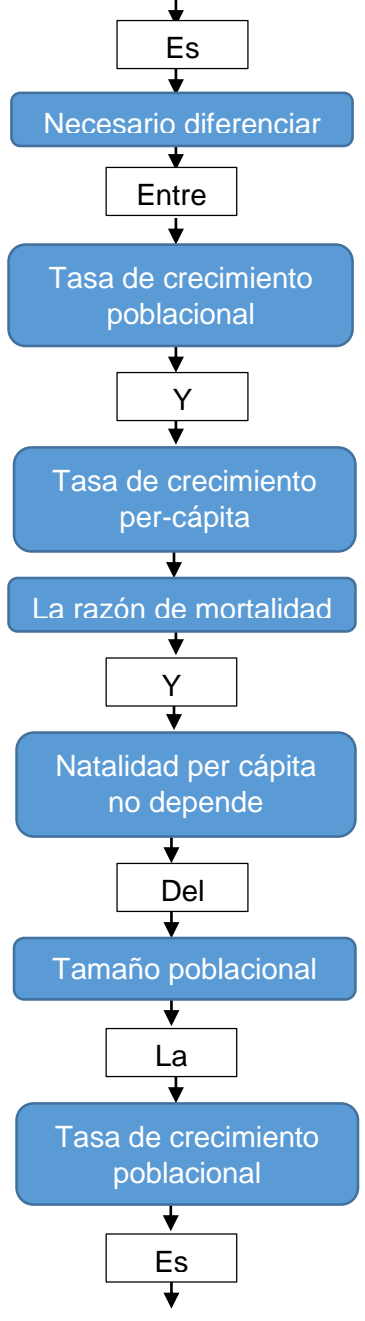 Es
Necesario diferenciar
Entre
Tasa de crecimiento
poblacional
Y
Tasa de crecimiento
per-cápita
La razón de mortalidad
Y
Natalidad per cápita
no depende
Del
Tamaño poblacional
La
Tasa de crecimiento
poblacional
Es